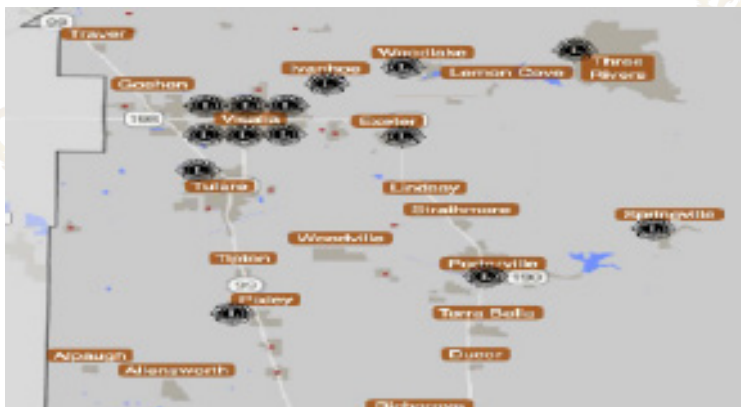 99
Traver
Woodlake
Three
Rivers
Ivanhoe
Lemon Cove
Goshen
198
Visalia
Exeter
Tulare
Lindsay
Strathmore
Springville
Woodville
Tipton
Porterville
190
99
Pixley
Terra Bella
Ducor
Alpaugh
Allensworth